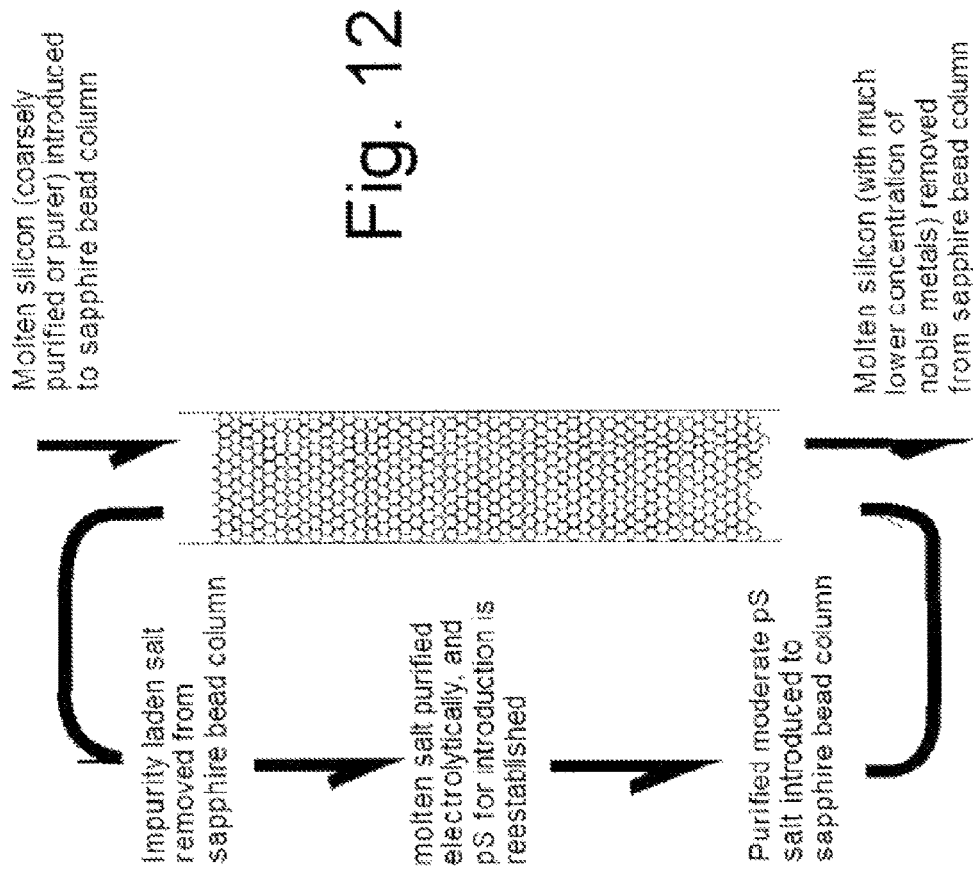 Molten silicon (coarsely
purified or purer) introduced
to sapphire bead column
Fig. 12
Impurity laden salt
removed from
sapphire bead column
molten salt purified
electrolytically, and
pS for introduction is
reestablished
Purified moderate pS
salt introduced to
sapphire bead column
Molten silicon (with much
lower concentration of
noble metals) removed
from sapphire bead column